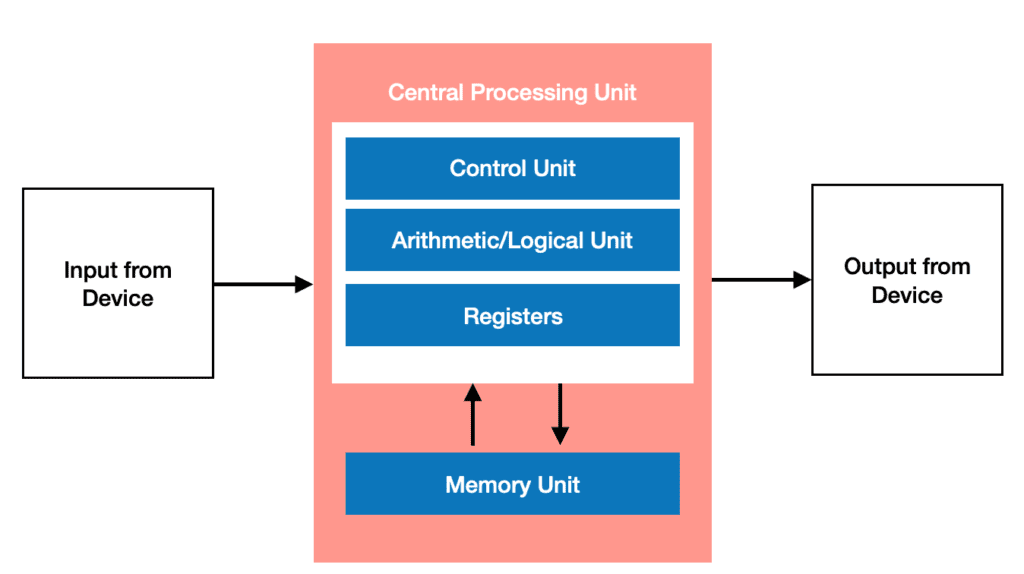 Central Processing Unit
Control Unit
Arithmetic/Logical Unit
Registers
Memory Unit
Input from
Device
Output from
Device